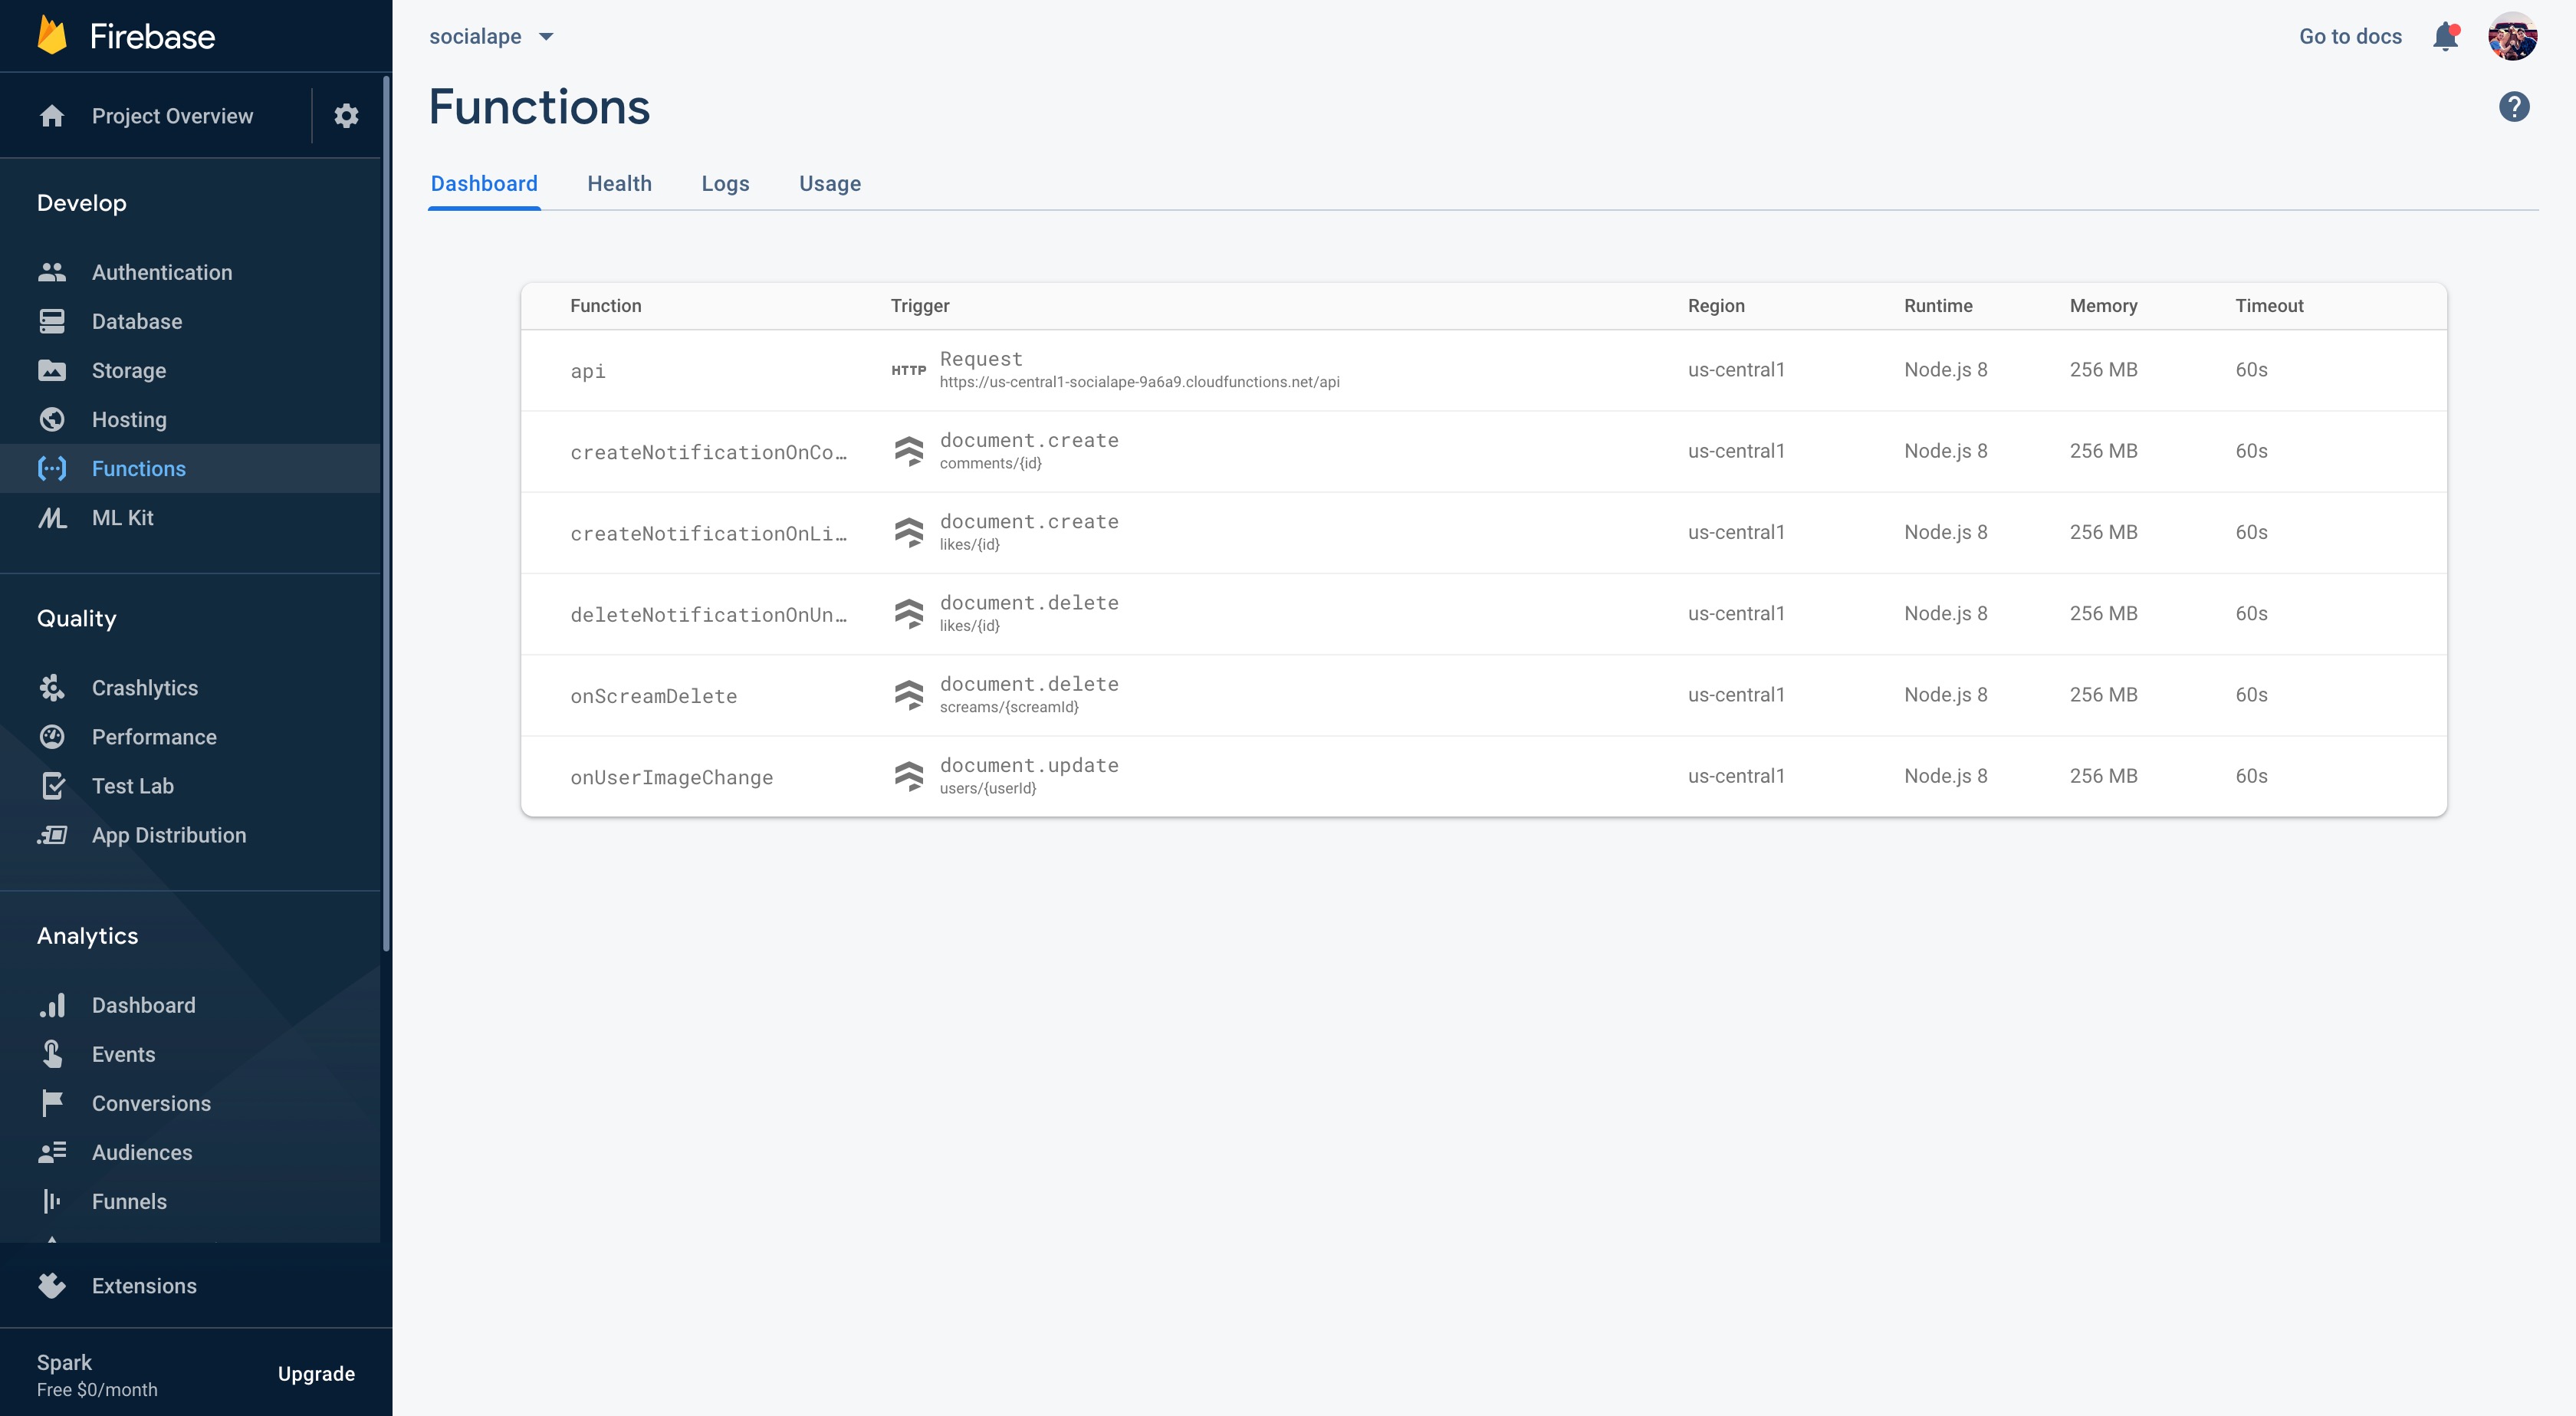 Firebase
Project Overview
Develop
Authentication
Database
Storage
Hosting
Functions
ML Kit
Quality
Crashlytics
Performance
Test Lab
App Distribution
Analytics
Dashboard
Events
Conversions
Audiences
Funnels
Extensions
Spark
Free $0/month
Upgrade
socialape
Go to docs
Functions
Dashboard Health Logs Usage
Function Trigger Region Runtime Memory Timeout
api HTTP Request us-central1 Node.js 8 256 MB 60s
https://us-central1-socialape-9a6a9.cloudfunctions.net/api
createNotificationOnCo… document.create us-central1 Node.js 8 256 MB 60s
comments/{id}
createNotificationOnLi… document.create us-central1 Node.js 8 256 MB 60s
likes/{id}
deleteNotificationOnUn… document.delete us-central1 Node.js 8 256 MB 60s
likes/{id}
onScreamDelete document.delete us-central1 Node.js 8 256 MB 60s
screams/{screamId}
onUserImageChange document.update us-central1 Node.js 8 256 MB 60s
users/{userId}